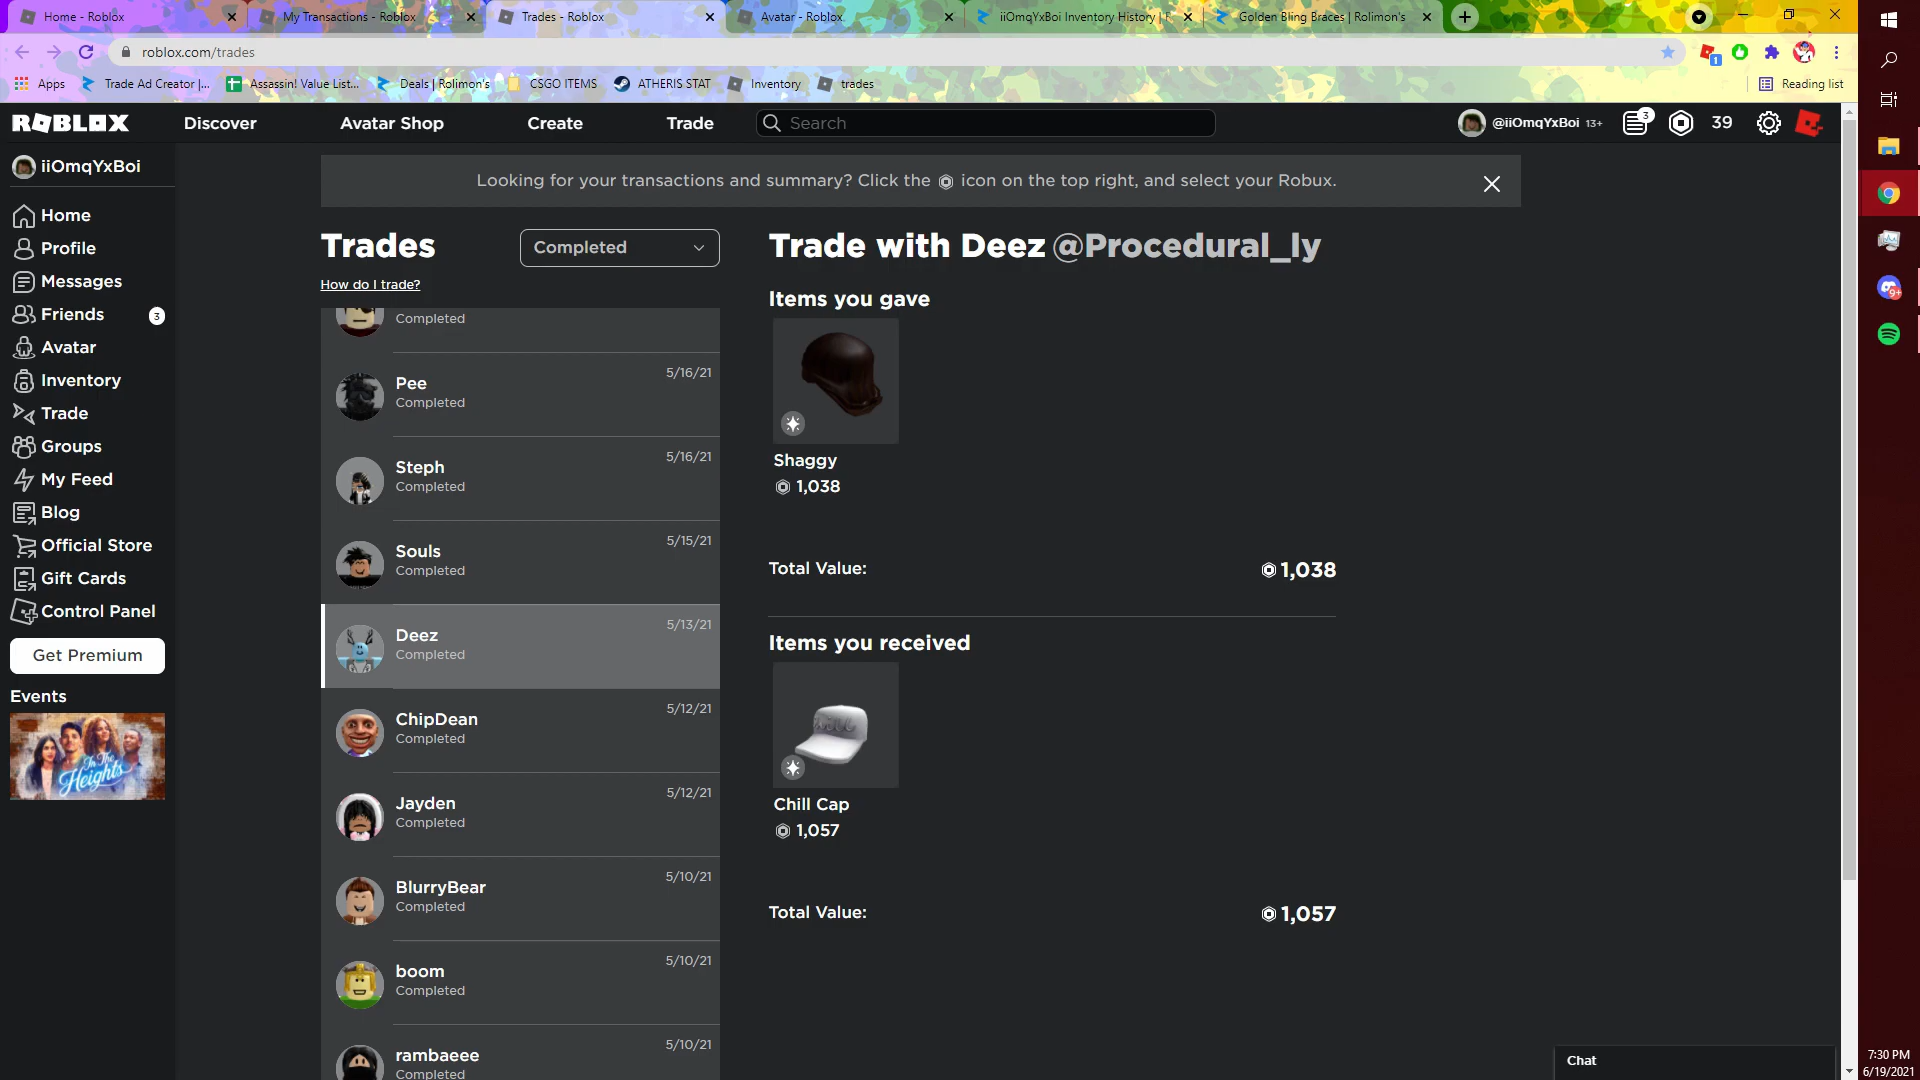 Home - Roblox
My Transactions - Roblox
Trades - Roblox
Avatar - Roblox
iiOmqYxBoi Inventory History | F
Golden Bling Braces | Rolimon's
roblox.com/trades
Apps
Trade Ad Creator |...
Assassin! Value List...
Deals | Rolimon's
CSGO ITEMS
ATHERIS STAT
Inventory
trades
Reading list
ROBLOX
Discover
Avatar Shop
Create
Trade
Search
@iiOmqYxBoi 13+
3
39
iiOmqYxBoi
Home
Profile
Messages
Friends 3
Avatar
Inventory
Trade
Groups
My Feed
Blog
Official Store
Gift Cards
Control Panel
Get Premium
Events
In The
Heights
Looking for your transactions and summary? Click the icon on the top right, and select your Robux.
Trades
Completed
How do I trade?
Completed
Pee 5/16/21
Completed
Steph 5/16/21
Completed
Souls 5/15/21
Completed
Deez 5/13/21
Completed
ChipDean 5/12/21
Completed
Jayden 5/12/21
Completed
BlurryBear 5/10/21
Completed
boom 5/10/21
Completed
rambaeee 5/10/21
Completed
Trade with Deez @Procedural_ly
Items you gave
Shaggy
1,038
Total Value: 1,038
Items you received
Chill Cap
1,057
Total Value: 1,057
Chat
1
9+
7:30 PM
6/19/2021